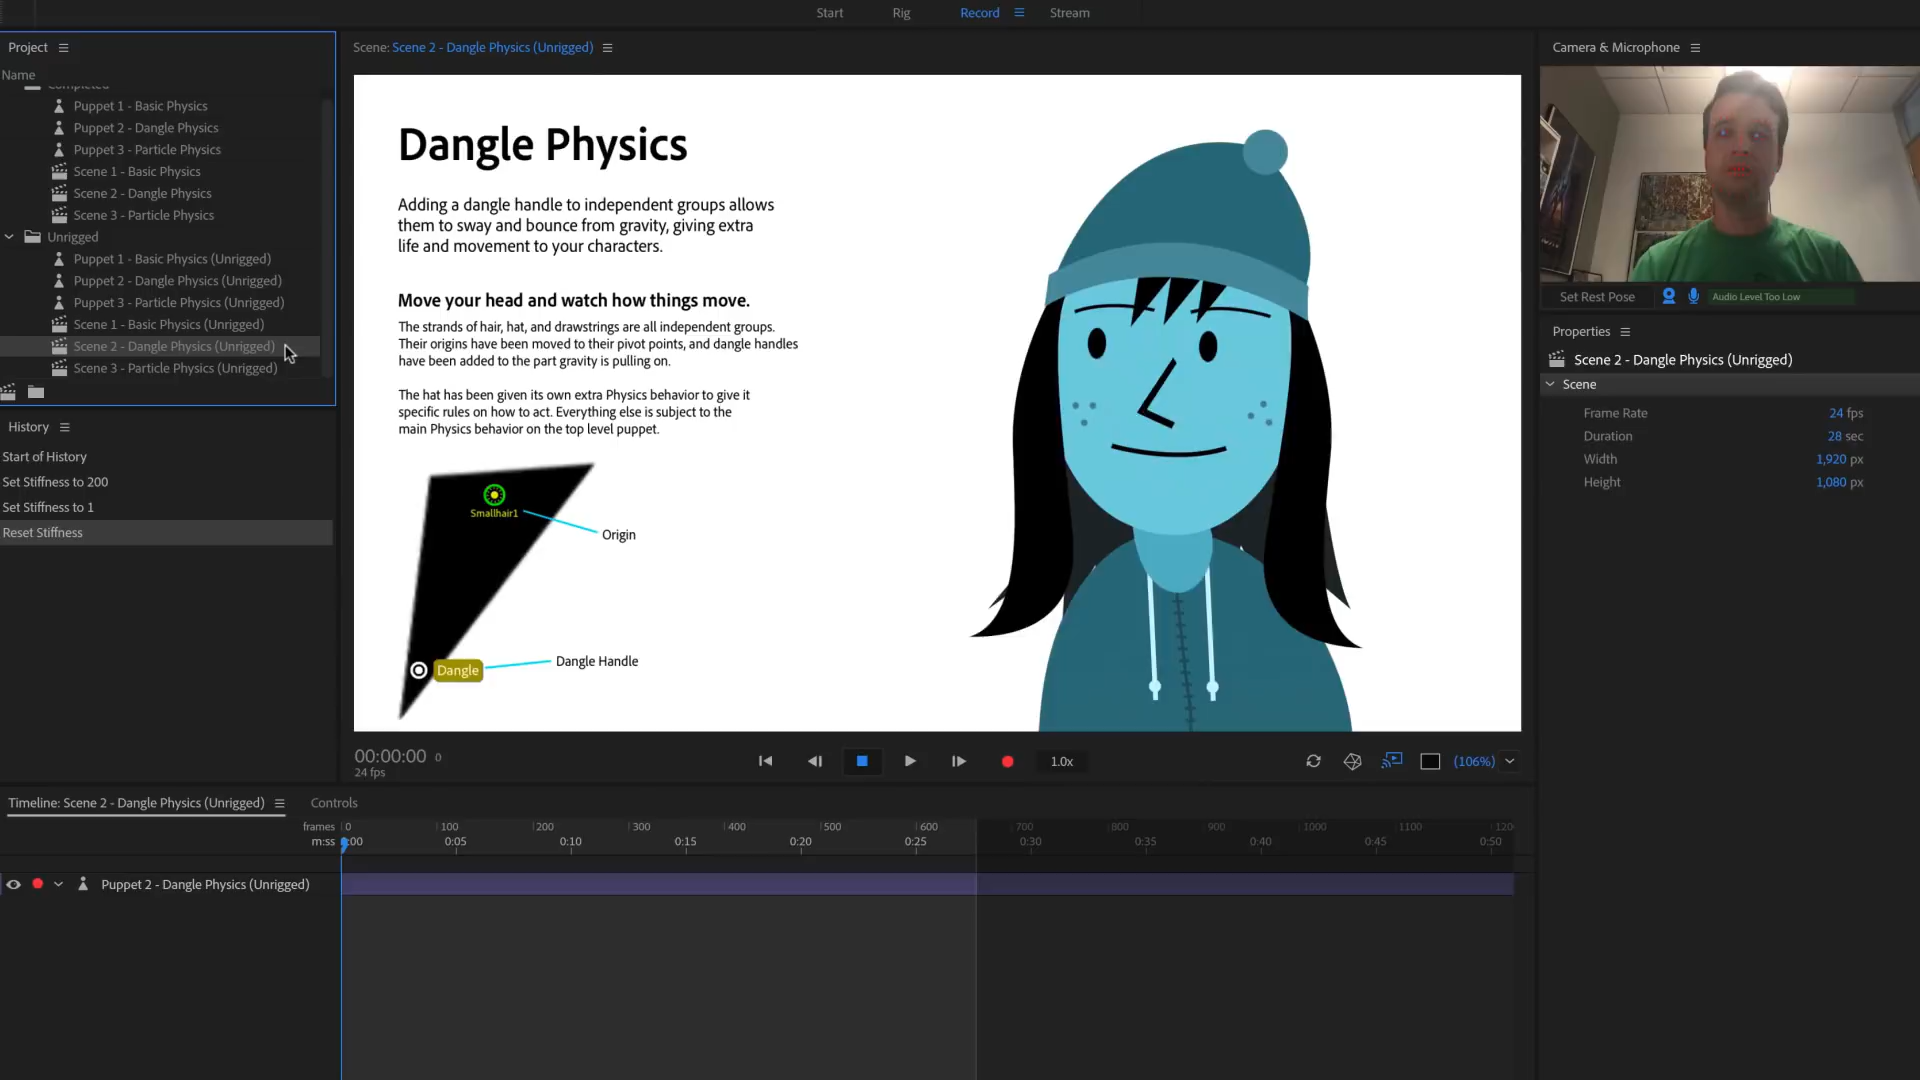 Start
Rig
Record
Stream
Project
Name
Completed
Puppet 1 - Basic Physics
Puppet 2 - Dangle Physics
Puppet 3 - Particle Physics
Scene 1 - Basic Physics
Scene 2 - Dangle Physics
Scene 3 - Particle Physics
Unrigged
Puppet 1 - Basic Physics (Unrigged)
Puppet 2 - Dangle Physics (Unrigged)
Puppet 3 - Particle Physics (Unrigged)
Scene 1 - Basic Physics (Unrigged)
Scene 2 - Dangle Physics (Unrigged)
Scene 3 - Particle Physics (Unrigged)
History
Start of History
Set Stiffness to 200
Set Stiffness to 1
Reset Stiffness
Scene: Scene 2 - Dangle Physics (Unrigged)
Dangle Physics
Adding a dangle handle to independent groups allows
them to sway and bounce from gravity, giving extra
life and movement to your characters.
Move your head and watch how things move.
The strands of hair, hat, and drawstrings are all independent groups.
Their origins have been moved to their pivot points, and dangle handles
have been added to the part gravity is pulling on.
The hat has been given its own extra Physics behavior to give it
specific rules on how to act. Everything else is subject to the
main Physics behavior on the top level puppet.
Smallhair1
Origin
Dangle
Dangle Handle
00:00:00 0
24 fps
1.0x
(106%)
Camera & Microphone
Set Rest Pose
Audio Level Too Low
Properties
Scene 2 - Dangle Physics (Unrigged)
Scene
Frame Rate 24 fps
Duration 28 sec
Width 1,920 px
Height 1,080 px
Timeline: Scene 2 - Dangle Physics (Unrigged)
Controls
frames 0 100 200 300 400 500 600 700 800 900 1000 1100 120
m:ss 0:00 0:05 0:10 0:15 0:20 0:25 0:30 0:35 0:40 0:45 0:50
Puppet 2 - Dangle Physics (Unrigged)